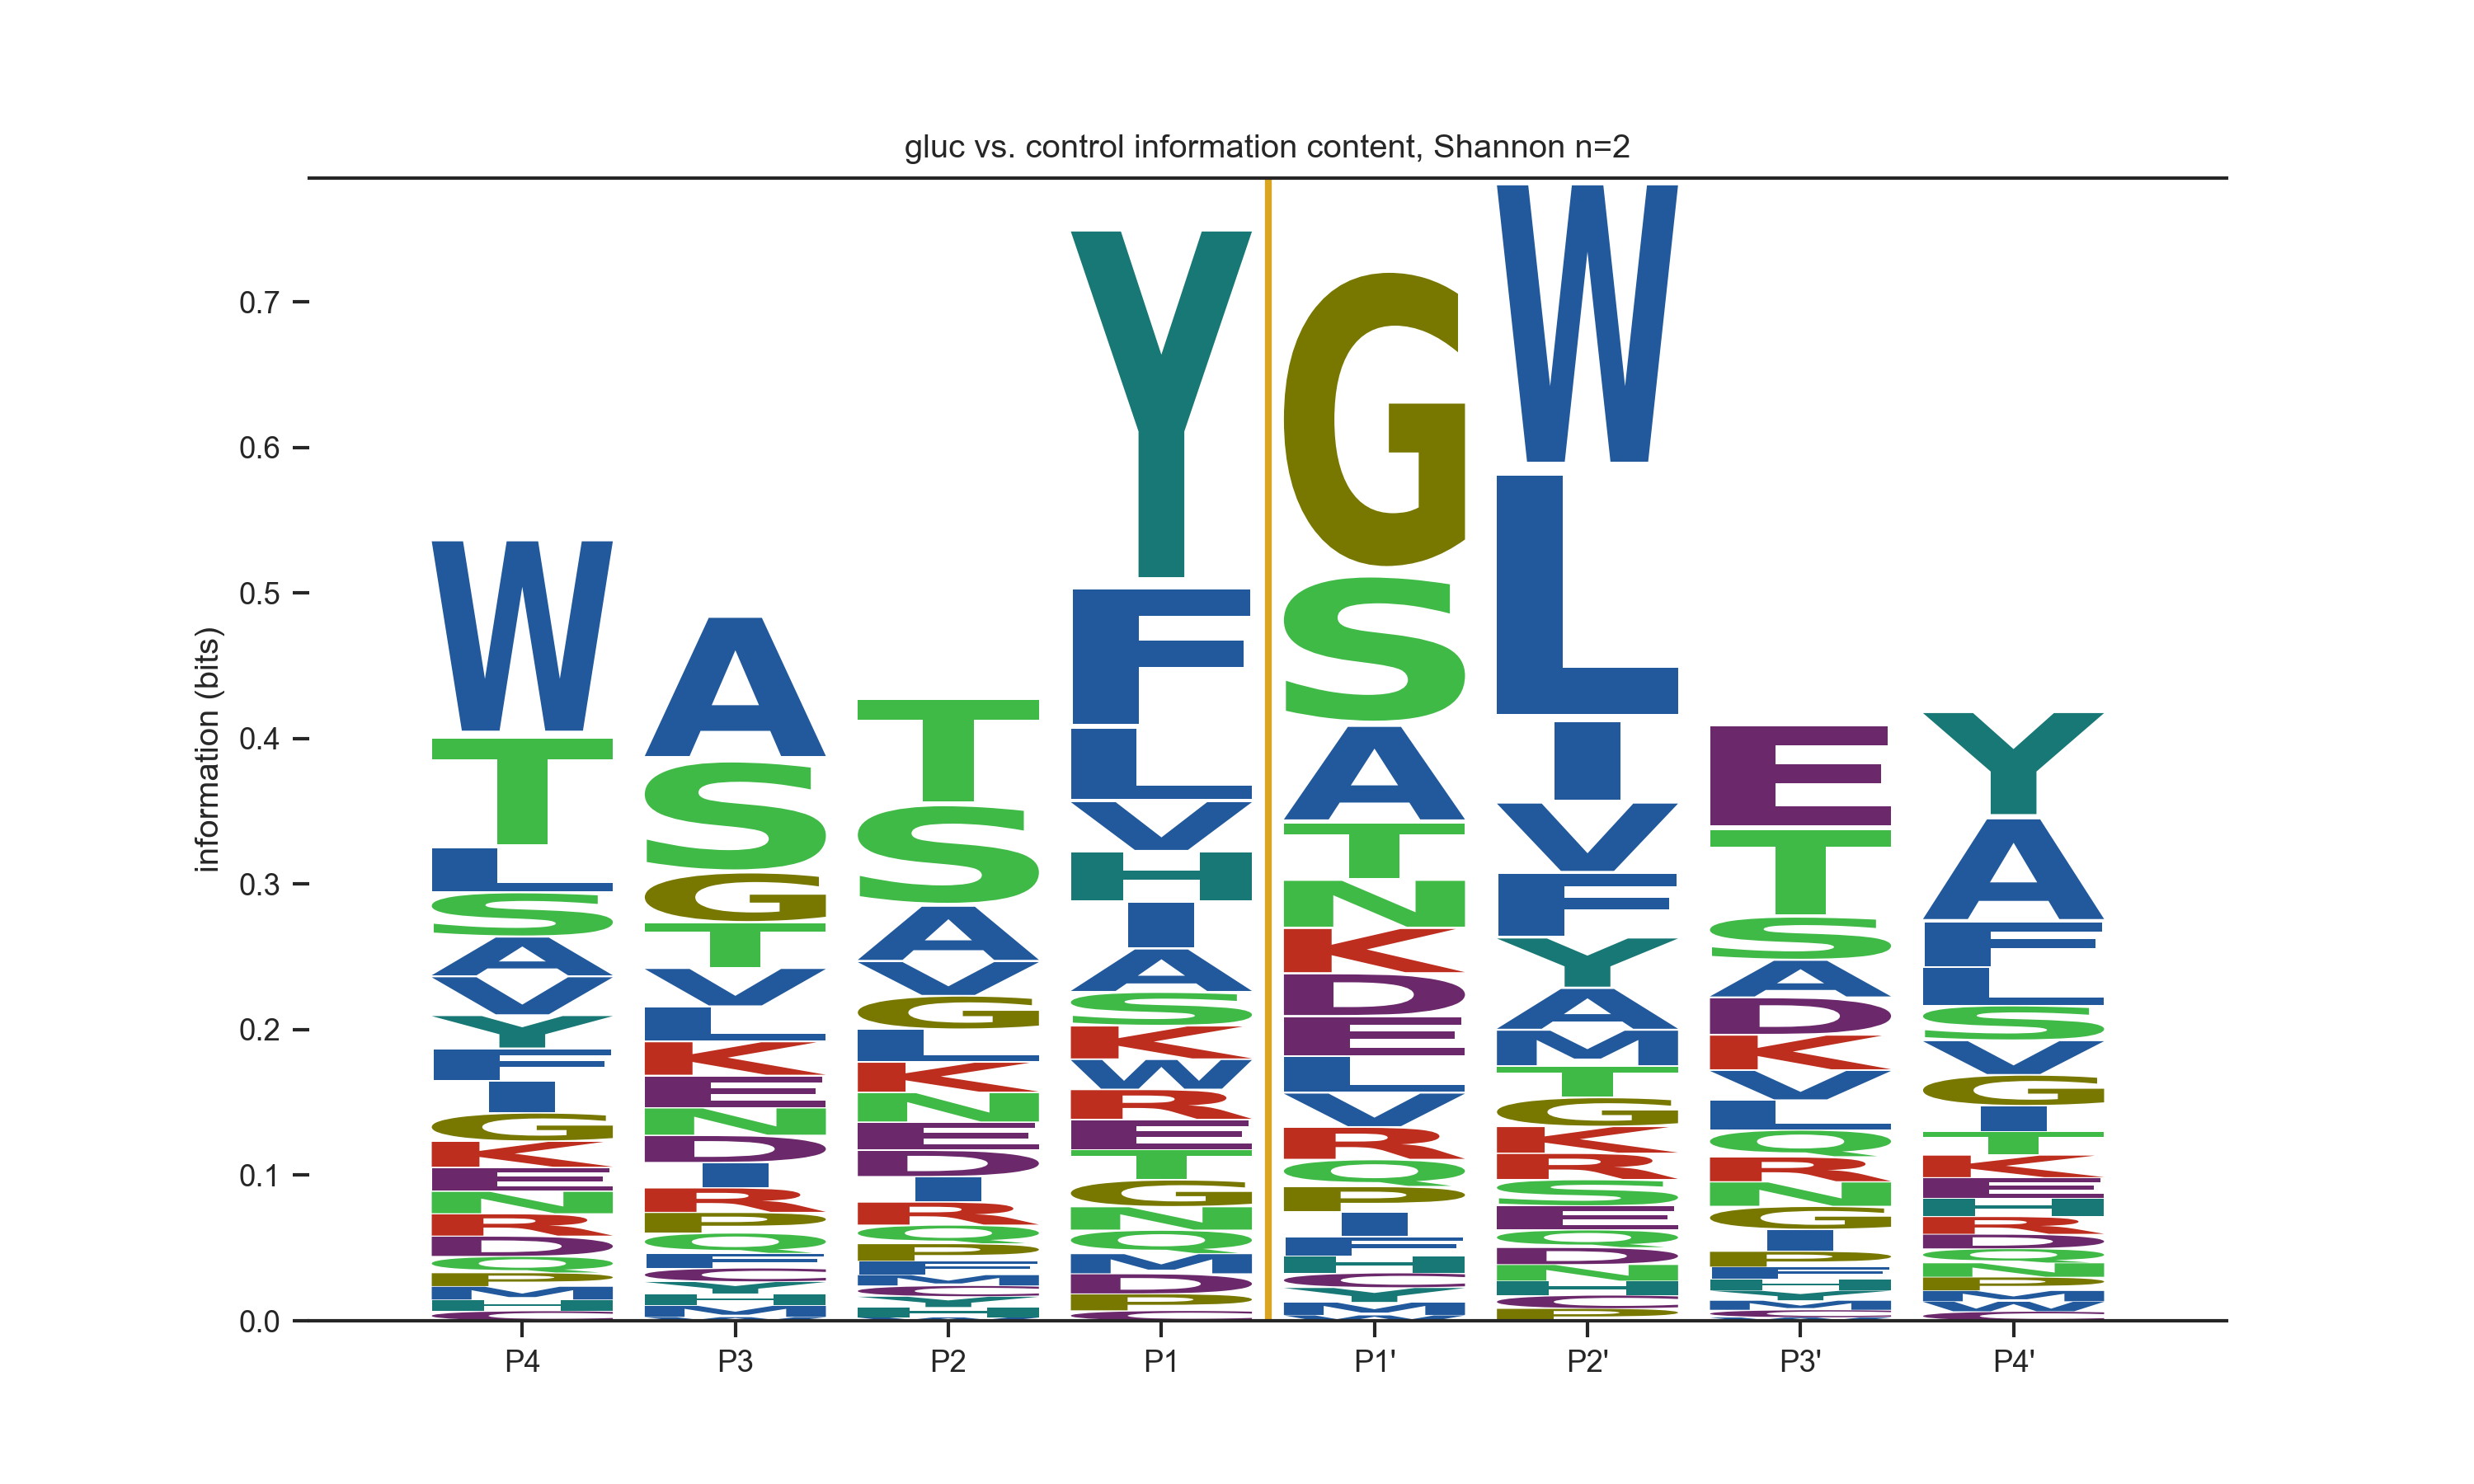 gluc vs. control information content, Shannon n=2
information (bits)
0.7
0.6
0.5
0.4
0.3
0.2
0.1
0.0
W T L S A V Y F I G K E N R D Q P M H C
A S G T V L K E N D I R P Q F C Y H M
T S A V G L K N E D I R Q P F M C Y H
Y F L V H I A S K W R E T G N Q M D P C
G S A T N K D E L V R Q P I F H C Y M W
W L I V F Y A M T G K R S E Q D N H C P
E T S A D K V L Q R N G I P F H Y M C
Y A F L S V G I T K E H R D Q N P M W C
P4 P3 P2 P1 P1' P2' P3' P4'